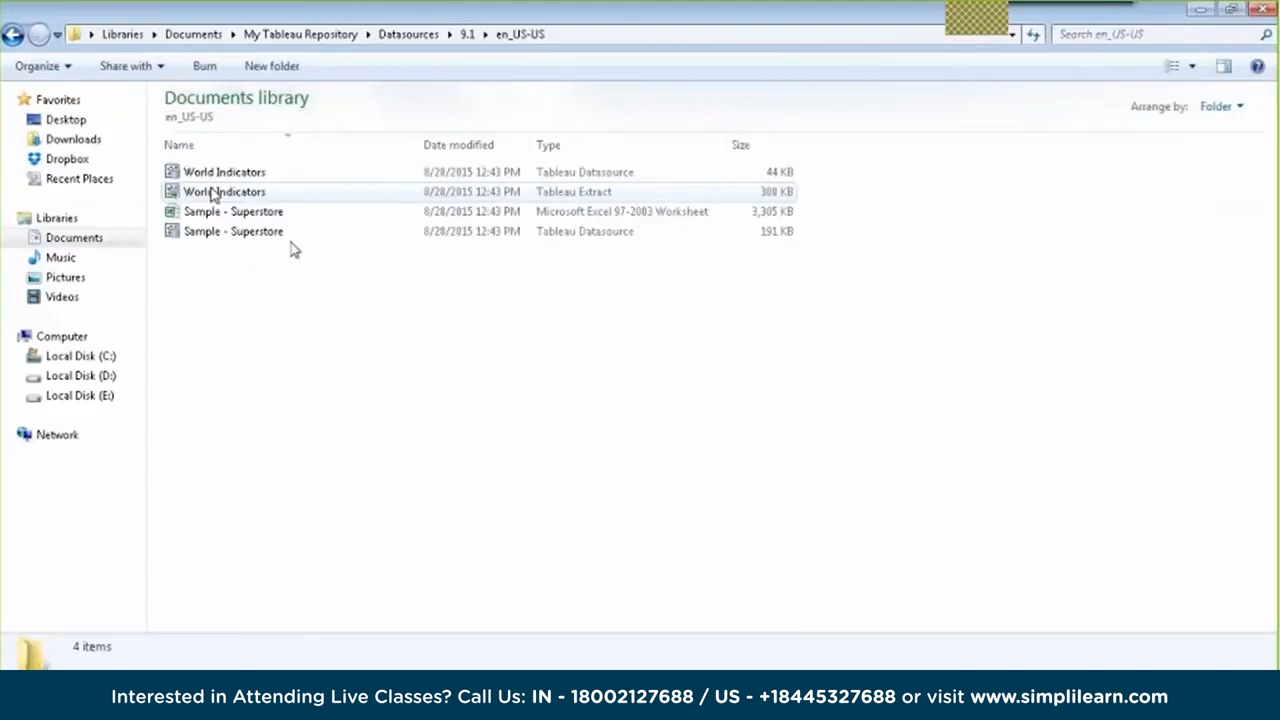 Libraries Documents My Tableau Repository Datasources 9.1 en_US-US Search en_US-US
Organize Share with Burn New folder
Favorites
Desktop
Downloads
Dropbox
Recent Places
Libraries
Documents
Music
Pictures
Videos
Computer
Local Disk (C:)
Local Disk (D:)
Local Disk (E:)
Network
Documents library
en_US-US
Arrange by: Folder
Name Date modified Type Size
World Indicators 8/28/2015 12:43 PM Tableau Datasource 44 KB
World Indicators 8/28/2015 12:43 PM Tableau Extract 308 KB
Sample - Superstore 8/28/2015 12:43 PM Microsoft Excel 97-2003 Worksheet 3,305 KB
Sample - Superstore 8/28/2015 12:43 PM Tableau Datasource 191 KB
4 items
Interested in Attending Live Classes? Call Us: IN - 18002127688 / US - +18445327688 or visit www.simplilearn.com